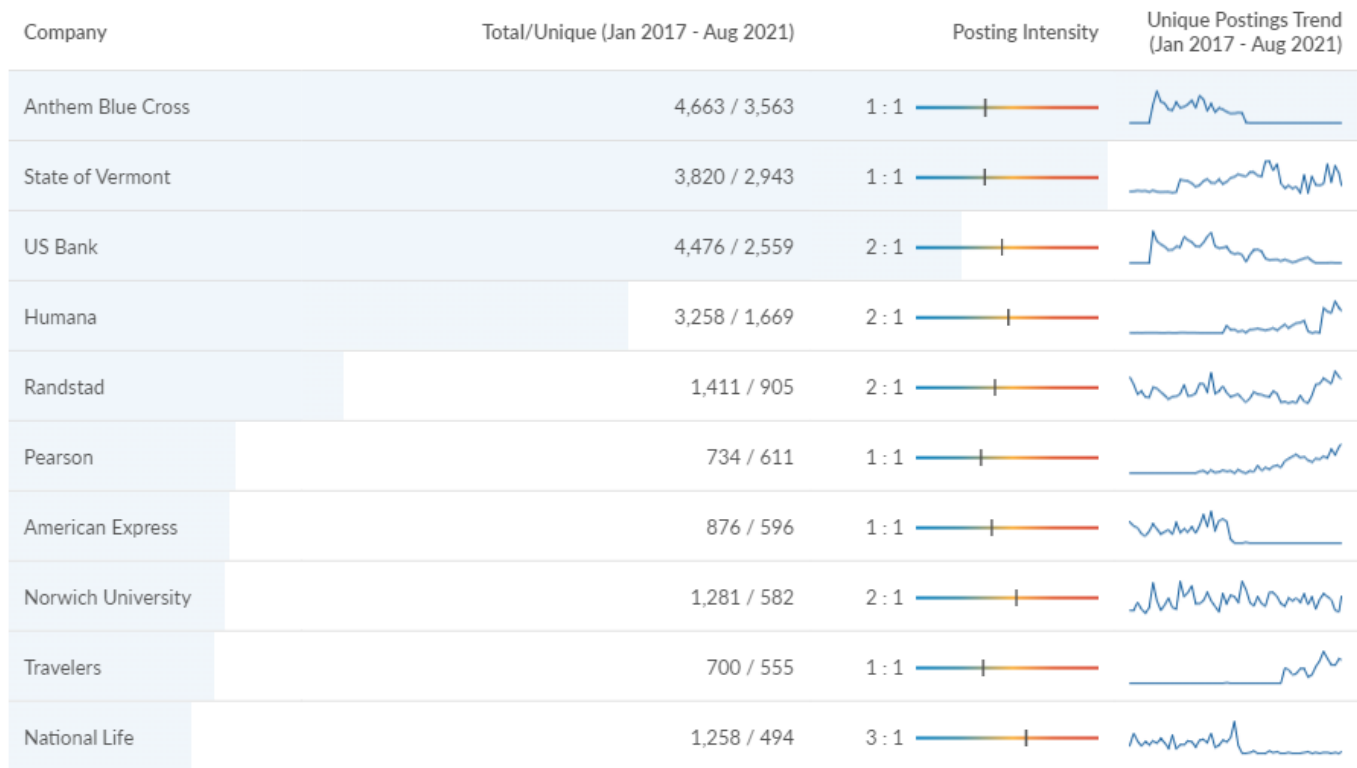 Company Total/Unique (Jan 2017 - Aug 2021) Posting Intensity Unique Postings Trend
(Jan 2017 - Aug 2021)
Anthem Blue Cross 4,663 / 3,563 1 : 1
State of Vermont 3,820 / 2,943 1 : 1
US Bank 4,476 / 2,559 2 : 1
Humana 3,258 / 1,669 2 : 1
Randstad 1,411 / 905 2 : 1
Pearson 734 / 611 1 : 1
American Express 876 / 596 1 : 1
Norwich University 1,281 / 582 2 : 1
Travelers 700 / 555 1 : 1
National Life 1,258 / 494 3 : 1